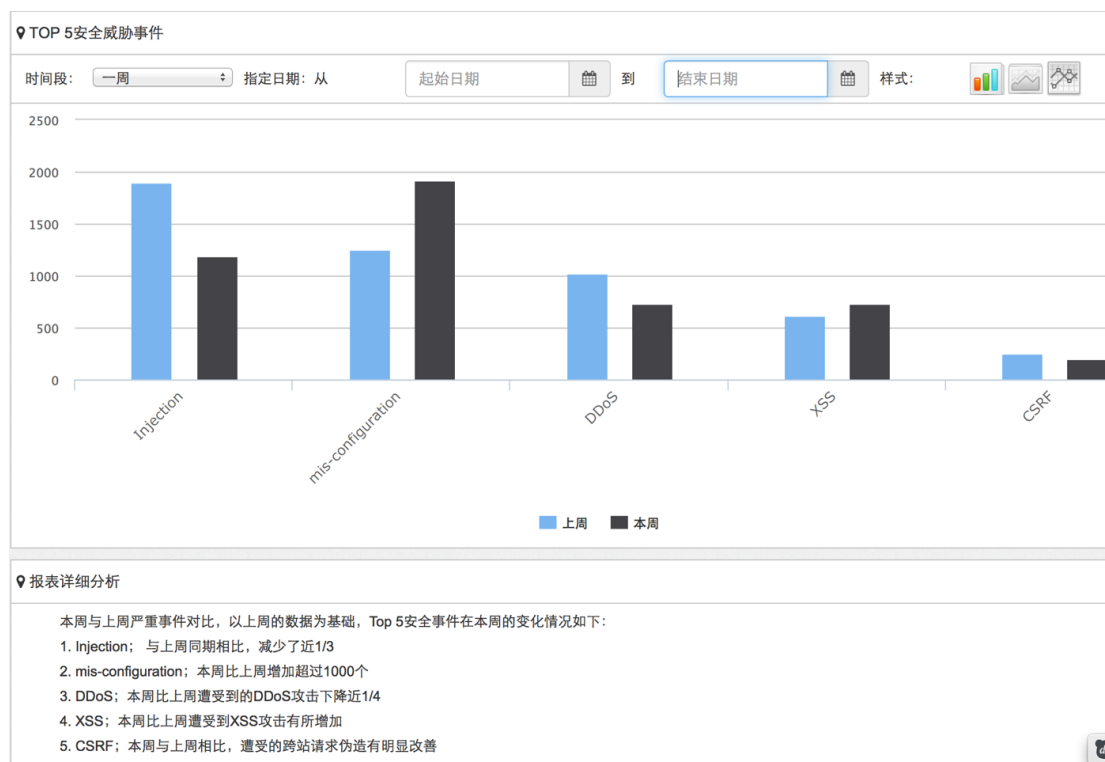 TOP 5安全威胁事件
时间段： 一周 指定日期：从 起始日期 到 结束日期 样式：
2500
2000
1500
1000
500
0
Injection
mis-configuration
DDoS
XSS
CSRF
上周 本周
报表详细分析
本周与上周严重事件对比，以上周的数据为基础，Top 5安全事件在本周的变化情况如下：
1. Injection； 与上周同期相比，减少了近1/3
2. mis-configuration；本周比上周增加超过1000个
3. DDoS；本周比上周遭受到的DDoS攻击下降近1/4
4. XSS；本周比上周遭受到XSS攻击有所增加
5. CSRF；本周与上周相比，遭受的跨站请求伪造有明显改善